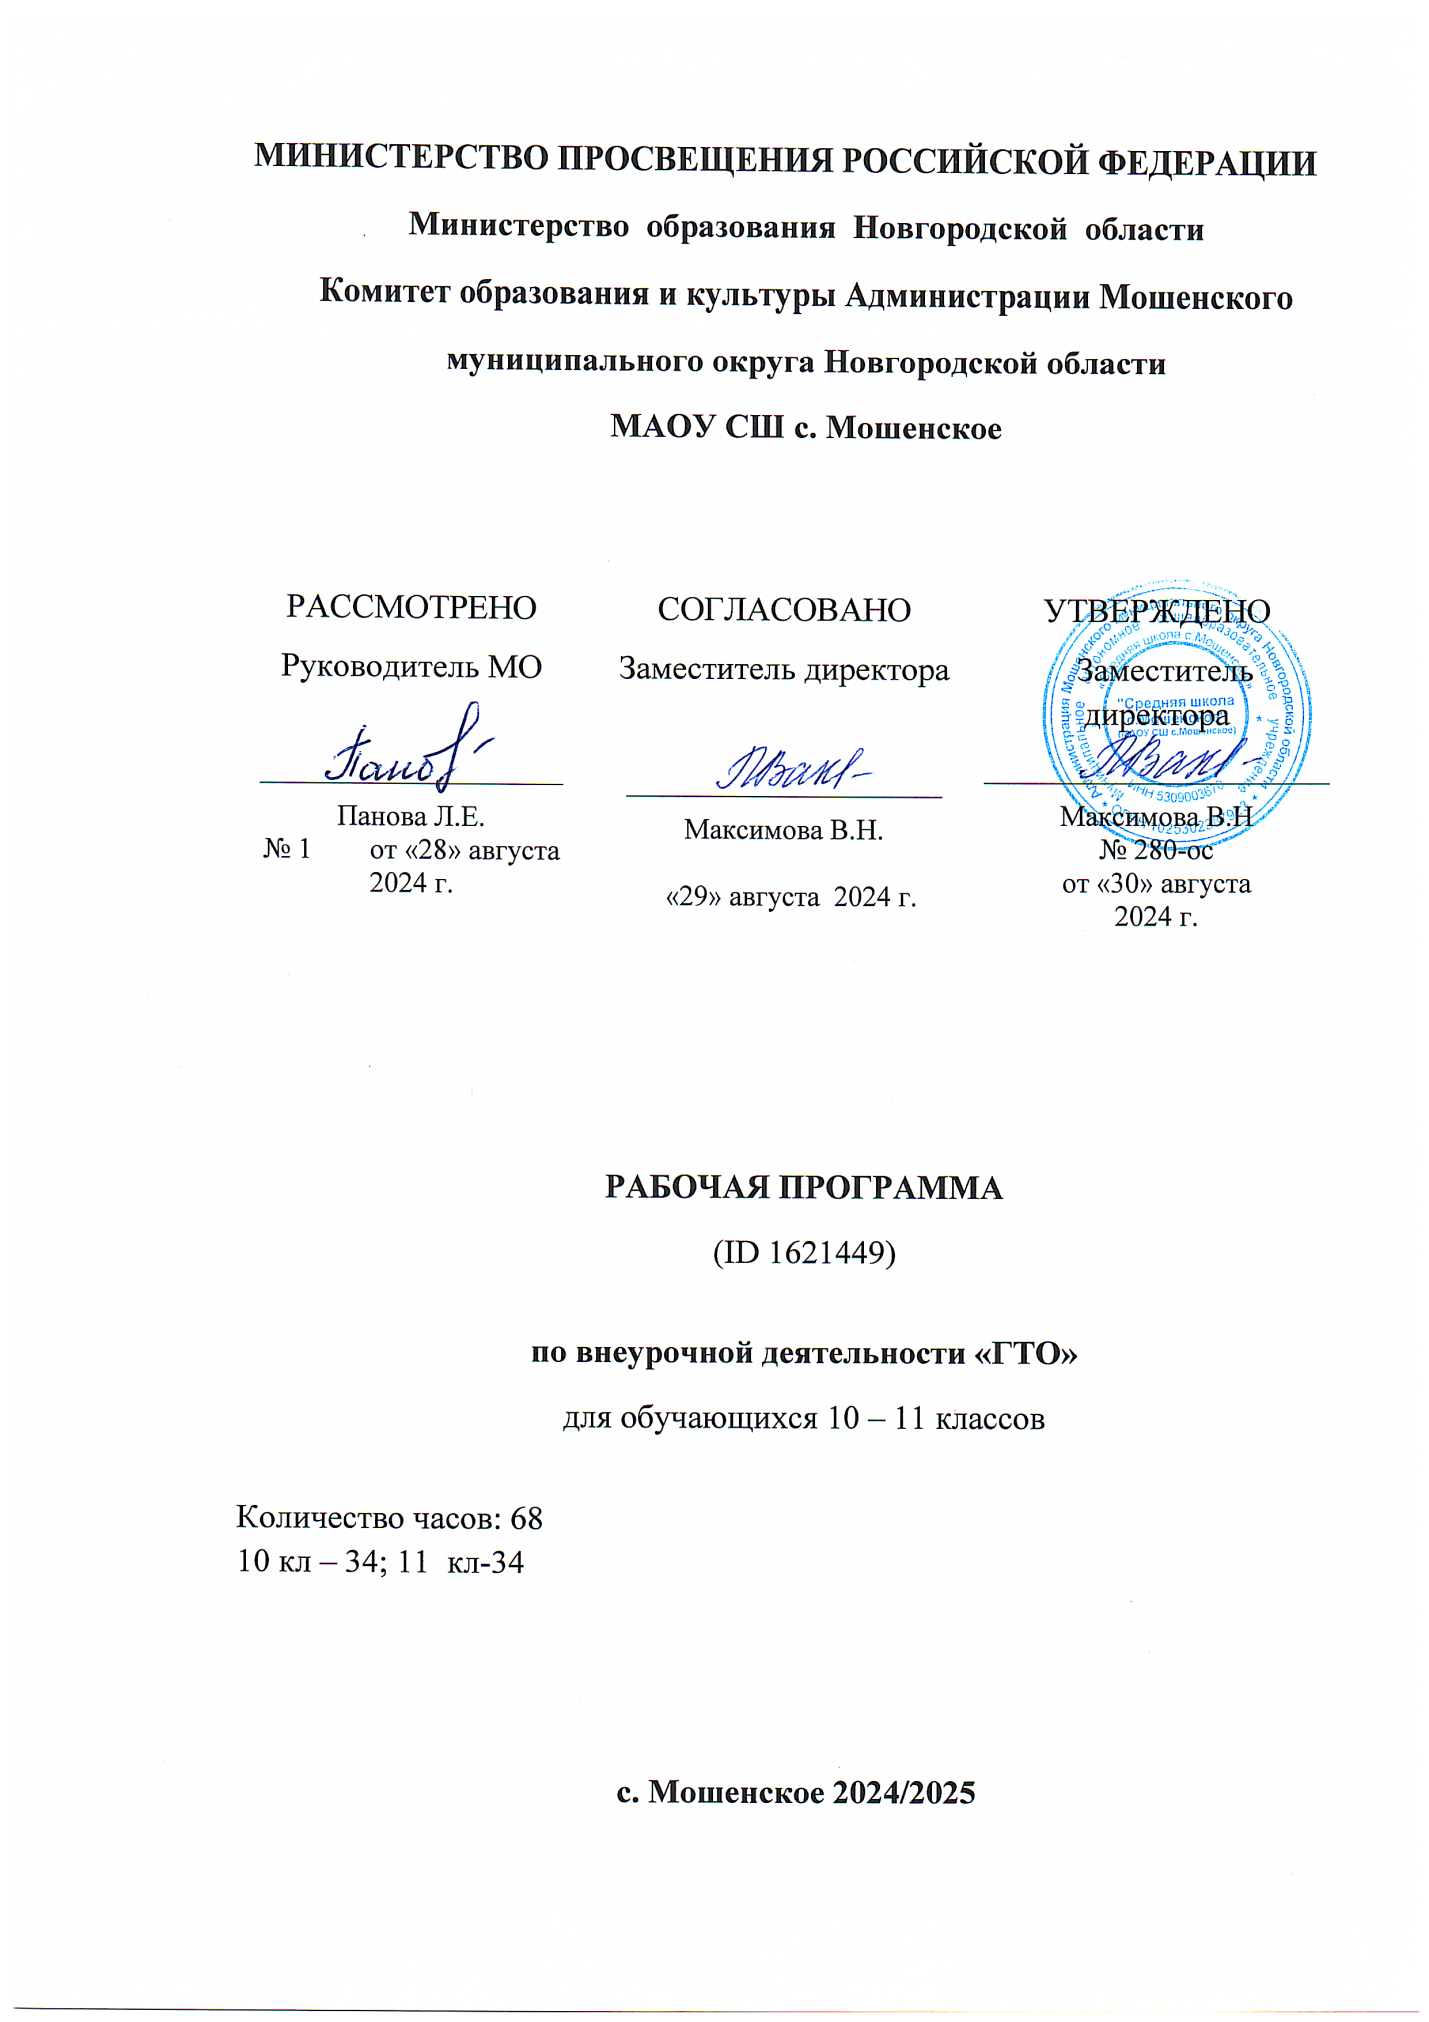 МИНИСТЕРСТВО ПРОСВЕЩЕНИЯ РОССИЙСКОЙ ФЕДЕРАЦИИ
Министерство образования Новгородской области
Комитет образования и культуры Администрации Мошенского
муниципального округа Новгородской области
МАОУ СШ с. Мошенское
РАССМОТРЕНО
Руководитель МО
Панова Л.Е.
№ 1 от «28» августа
2024 г.
СОГЛАСОВАНО
Заместитель директора
Максимова В.Н.
«29» августа 2024 г.
УТВЕРЖДЕНО
Заместитель
директора
Максимова В.Н
№ 280-ос
от «30» августа
2024 г.
"Средняя школа
РАБОЧАЯ ПРОГРАММА
(ID 1621449)
по внеурочной деятельности «ГТО»
для обучающихся 10 – 11 классов
Количество часов: 68
10 кл – 34; 11 кл-34
с. Мошенское 2024/2025